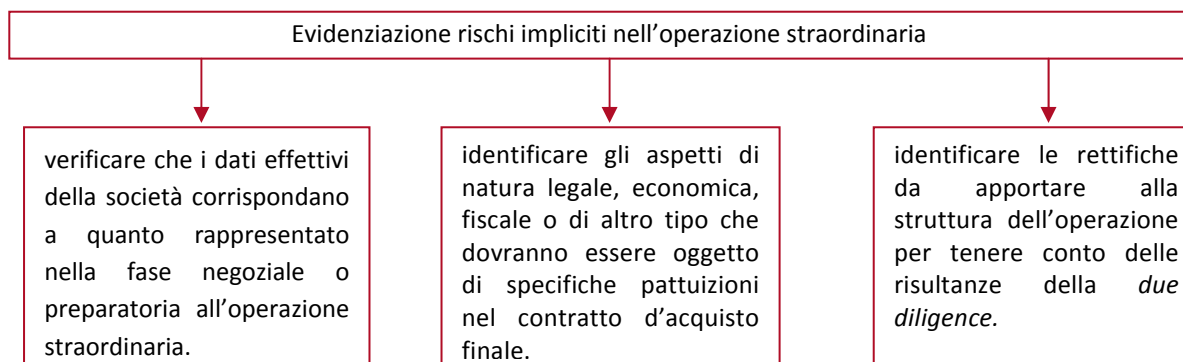 Evidenziazione rischi impliciti nell’operazione straordinaria
verificare che i dati effettivi
della società corrispondano
a quanto rappresentato
nella fase negoziale o
preparatoria all’operazione
straordinaria.
identificare gli aspetti di
natura legale, economica,
fiscale o di altro tipo che
dovranno essere oggetto
di specifiche pattuizioni
nel contratto d’acquisto
finale.
identificare le rettifiche
da apportare alla
struttura dell’operazione
per tenere conto delle
risultanze della due
diligence.